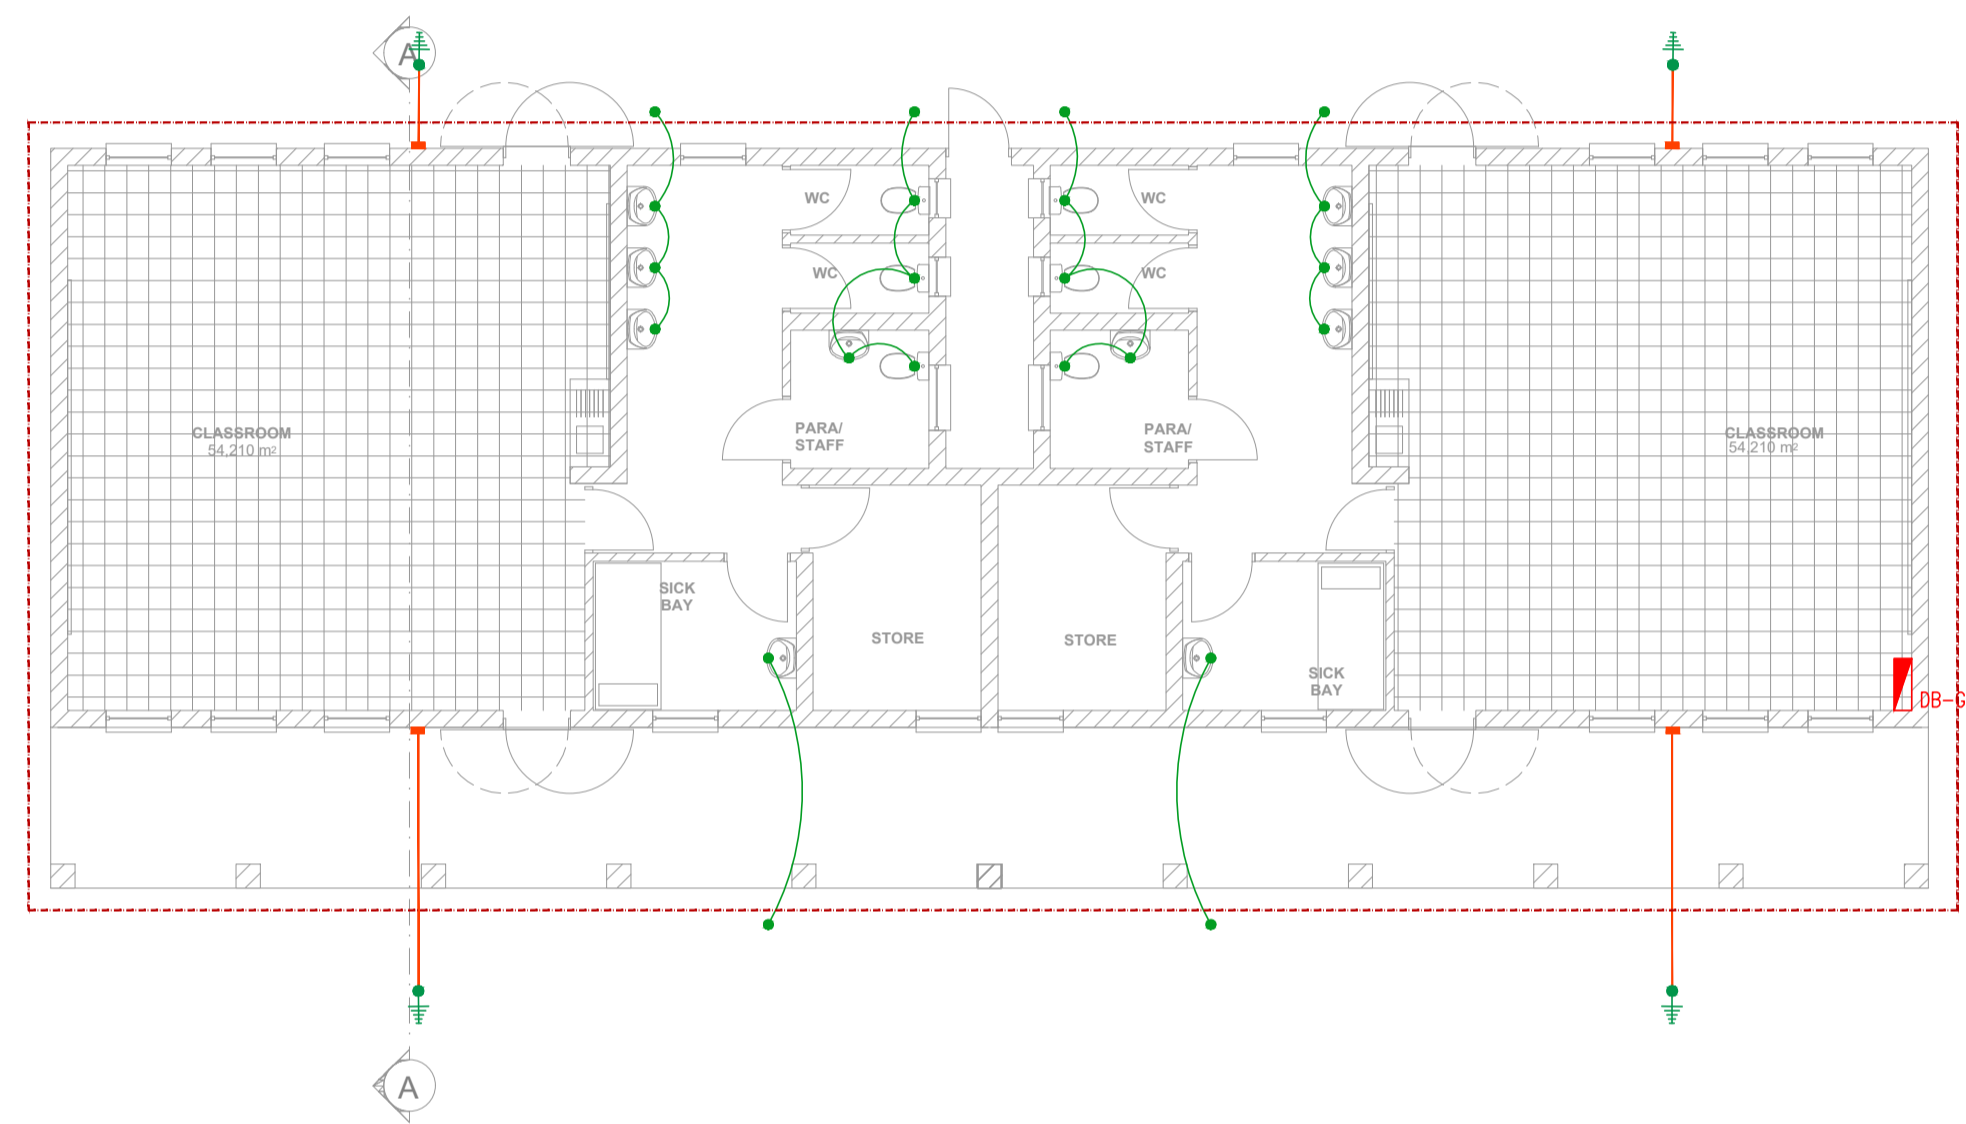 A
WC
WC
WC
WC
CLASSROOM
54,210 m²
PARA/
STAFF
PARA/
STAFF
CLASSROOM
54.210 m²
SICK
BAY
STORE
STORE
SICK
BAY
DB-G
A